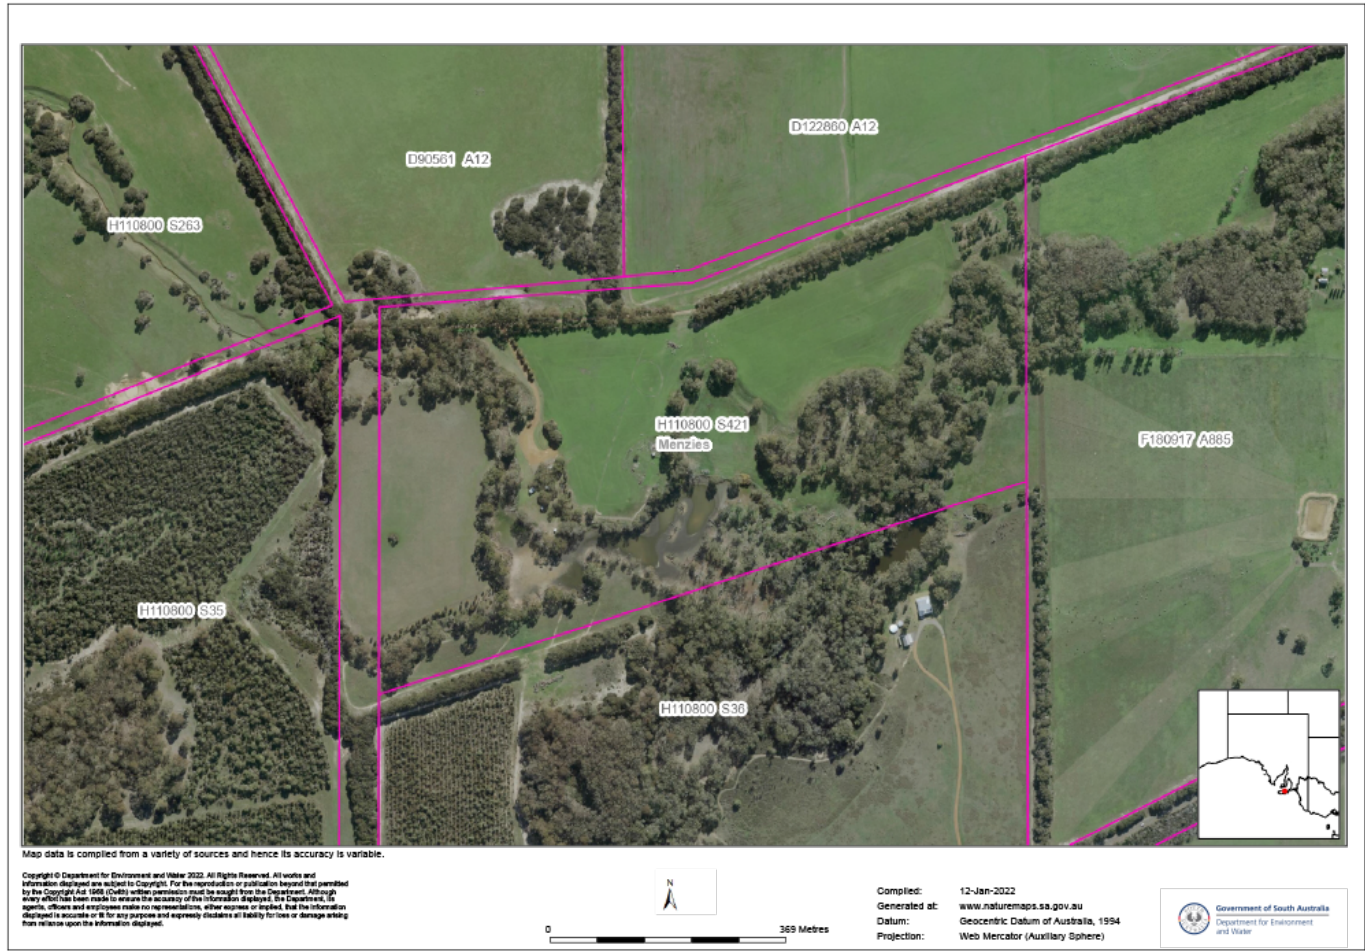 D122860 A12
D90561 A12
H110800 S263
H110800 S421
Menzies
F180917 A885
H110800 S35
H110800 S36
Map data is compiled from a variety of sources and hence its accuracy is variable.
Copyright © Department for Environment and Water 2022. All Rights Reserved. All works and
information displayed are subject to Copyright. For the reproduction or publication beyond that permitted
by the Copyright Act 1968 (Cwlth) written permission must be sought from the Department. Although
every effort has been made to ensure the accuracy of the information displayed, the Department, its
agents, officers and employees make no representations, either express or implied, that the information
displayed is accurate or fit for any purpose and expressly disclaims all liability for loss or damage arising
from reliance upon the information displayed.
N
0 369 Metres
Compiled: 12-Jan-2022
Generated at: www.naturemaps.sa.gov.au
Datum: Geocentric Datum of Australia, 1994
Projection: Web Mercator (Auxiliary Sphere)
Government of South Australia
Department for Environment
and Water